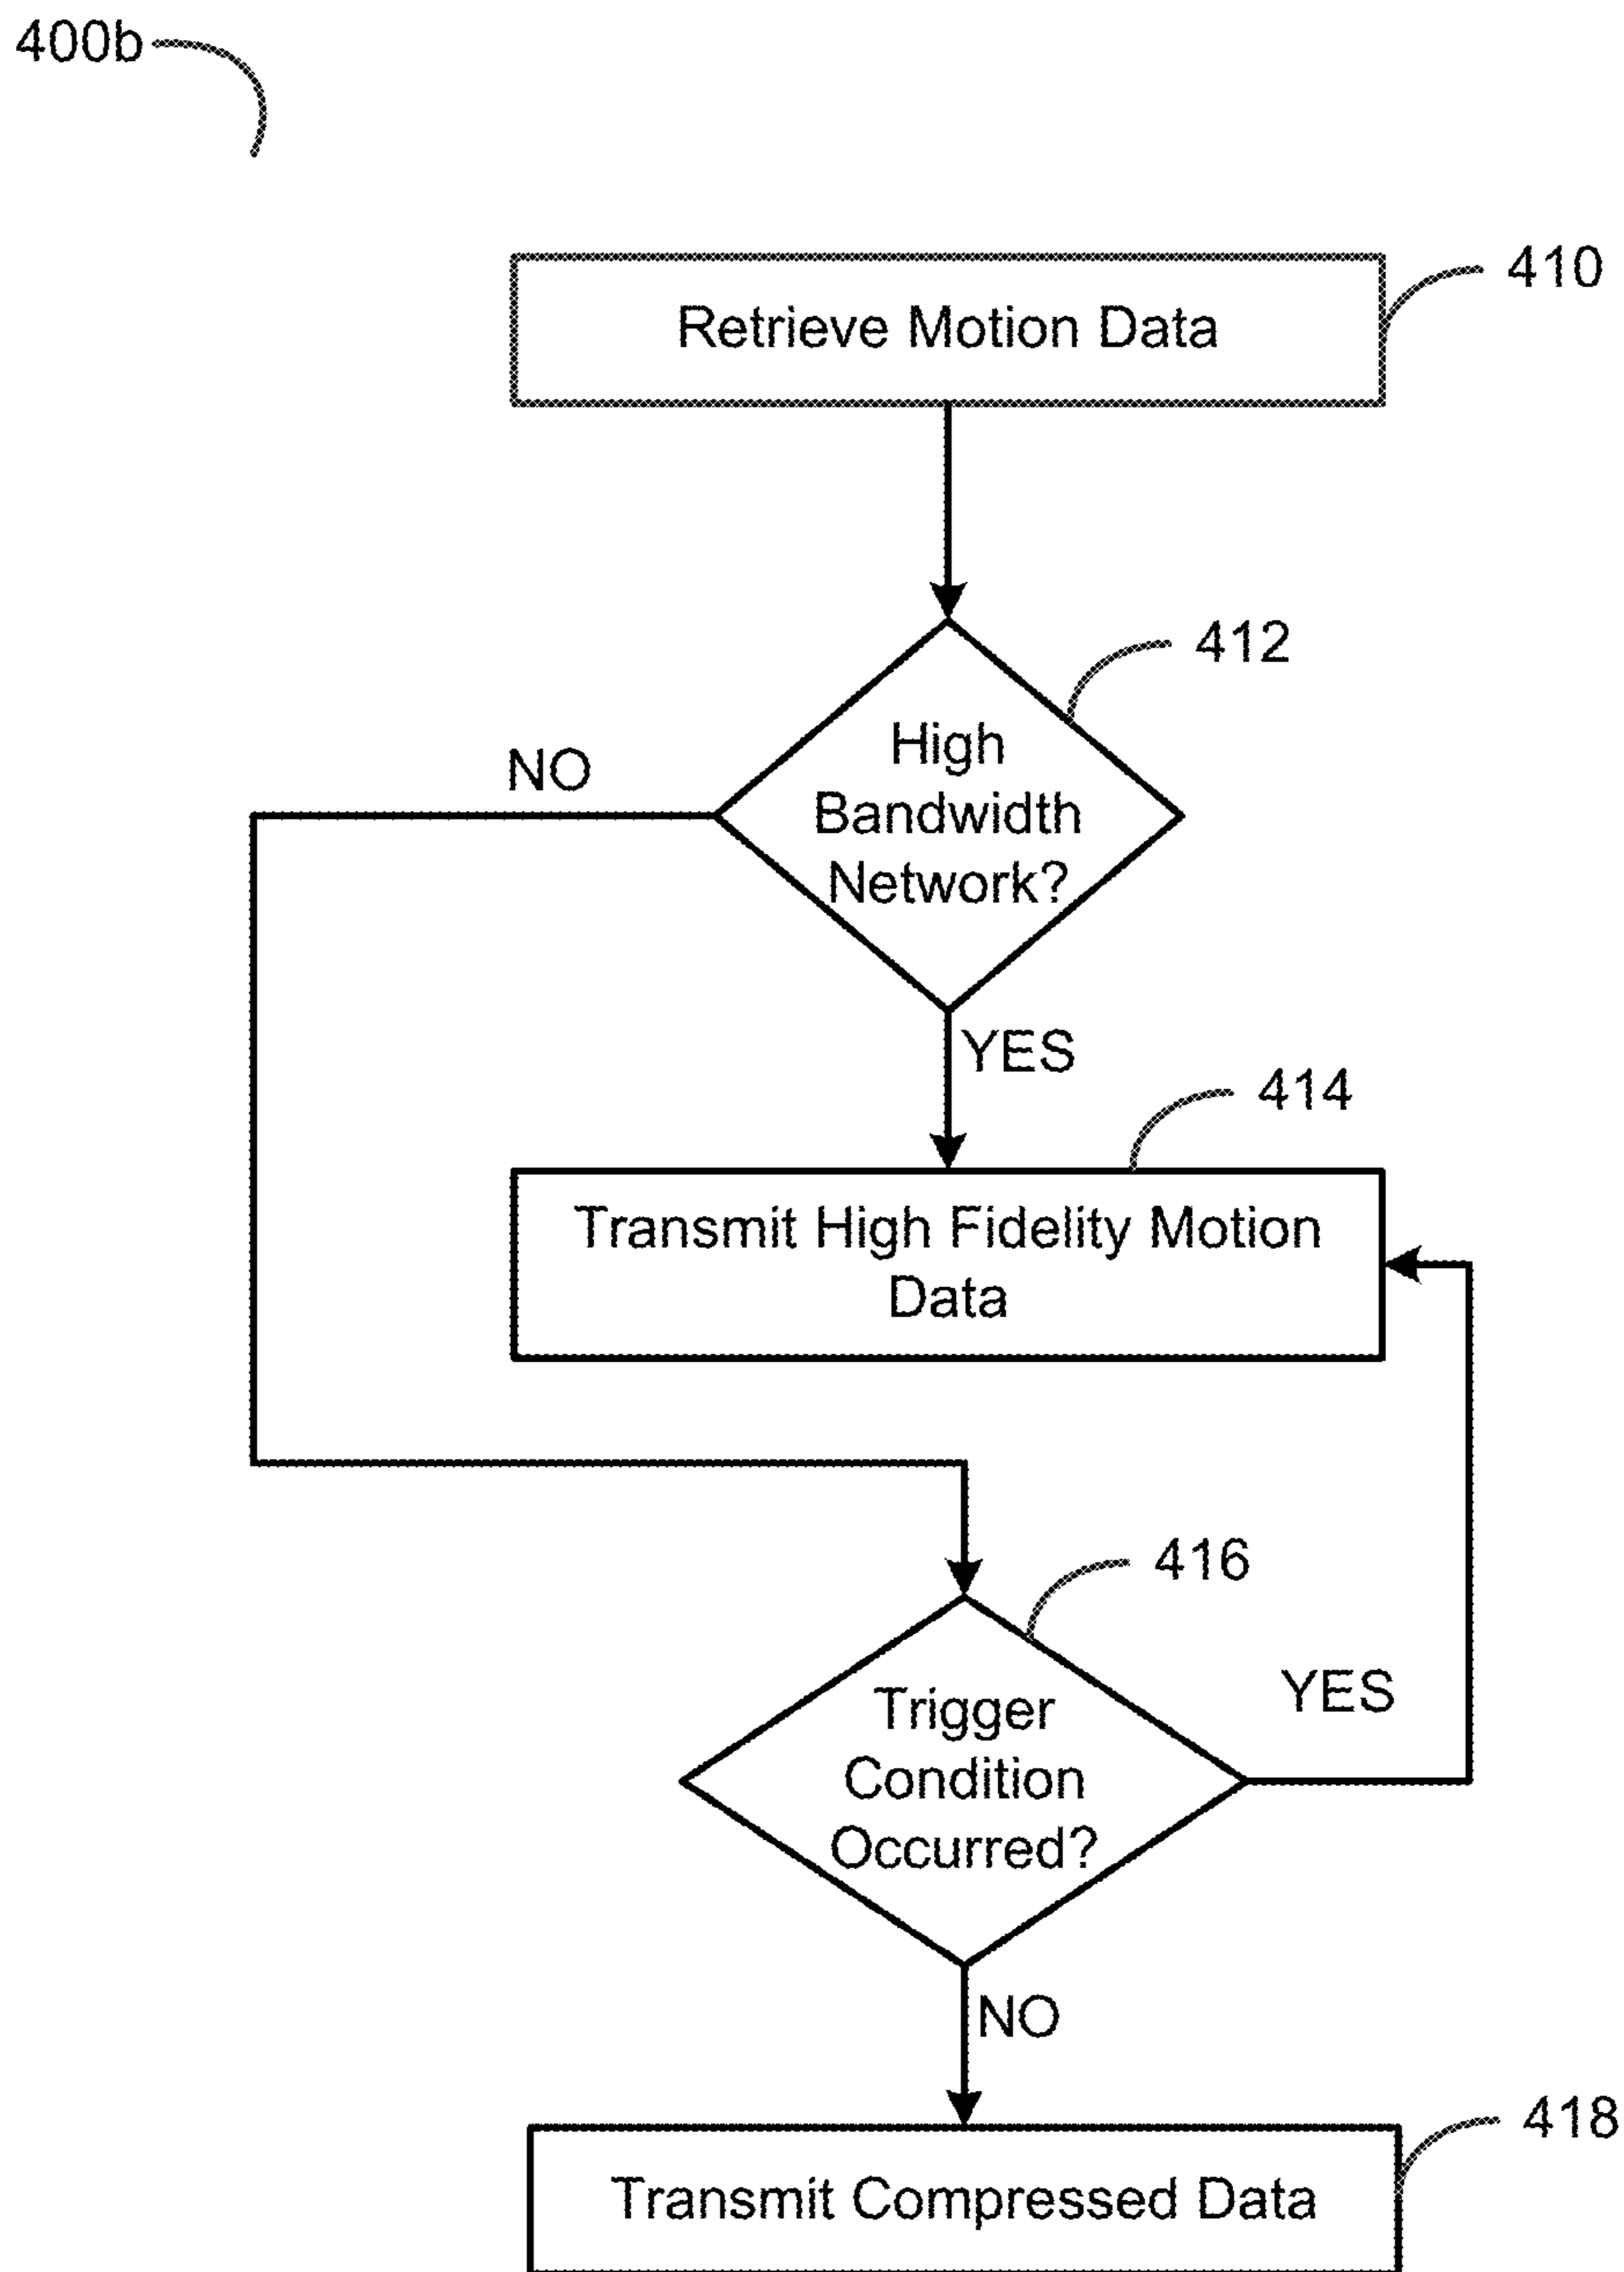 400b
410
Retrieve Motion Data
412
High
Bandwidth
Network?
NO
YES
414
Transmit High Fidelity Motion
Data
416
Trigger
Condition
Occurred?
YES
NO
418
Transmit Compressed Data